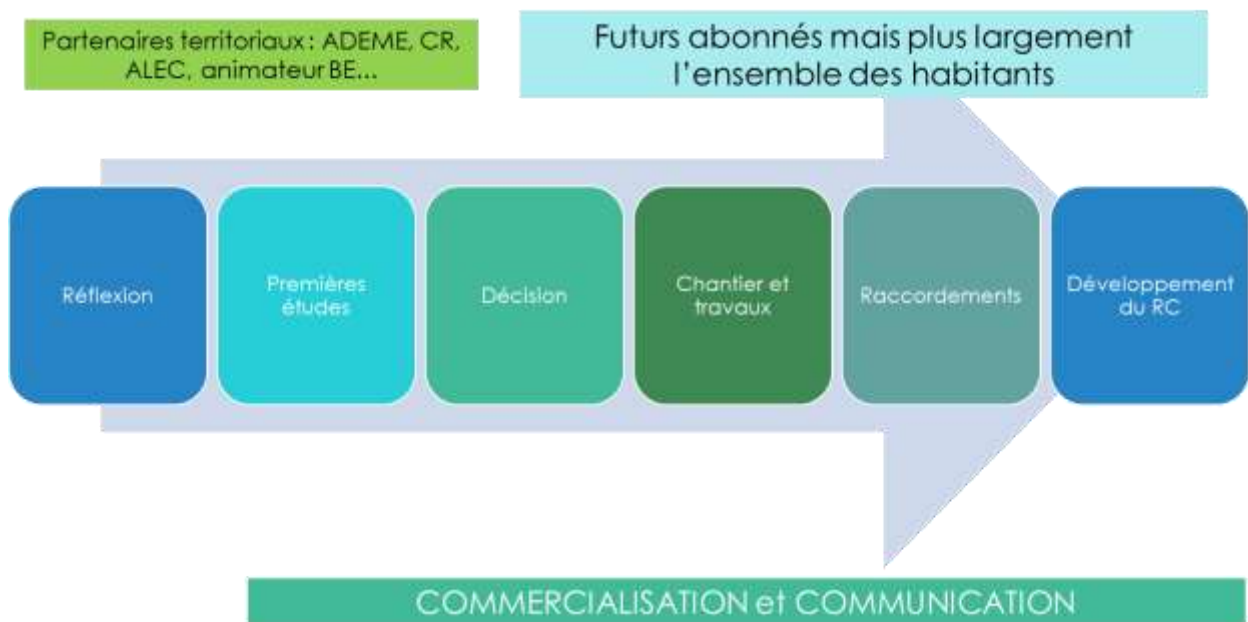 Partenaires territoriaux : ADEME, CR,
ALEC, animateur BE...
Futurs abonnés mais plus largement
l'ensemble des habitants
Réflexion
Premières
études
Décision
Chantier et
travaux
Raccordements
Développement
du RC
COMMERCIALISATION et COMMUNICATION